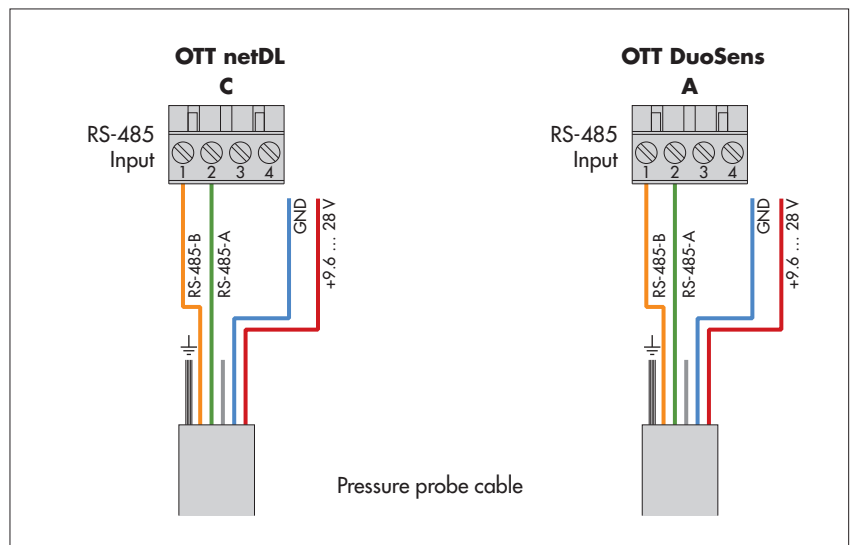 OTT netDL
C
RS-485
Input
1 2 3 4
RS-485-B
RS-485-A
GND
+9.6 ... 28 V
OTT DuoSens
A
RS-485
Input
1 2 3 4
RS-485-B
RS-485-A
GND
+9.6 ... 28 V
Pressure probe cable